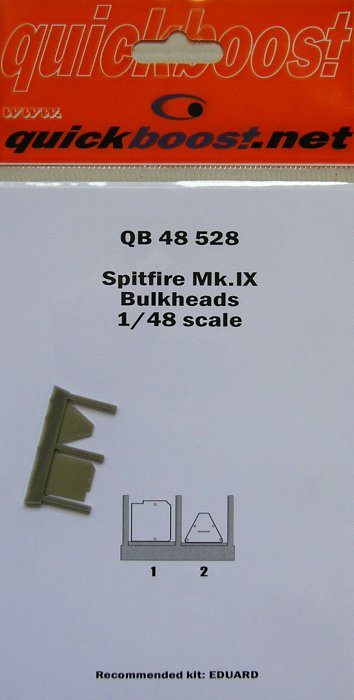 quickboost
www.
quickboost.net
QB 48 528
Spitfire Mk.IX
Bulkheads
1/48 scale
1 2
Recommended kit: EDUARD